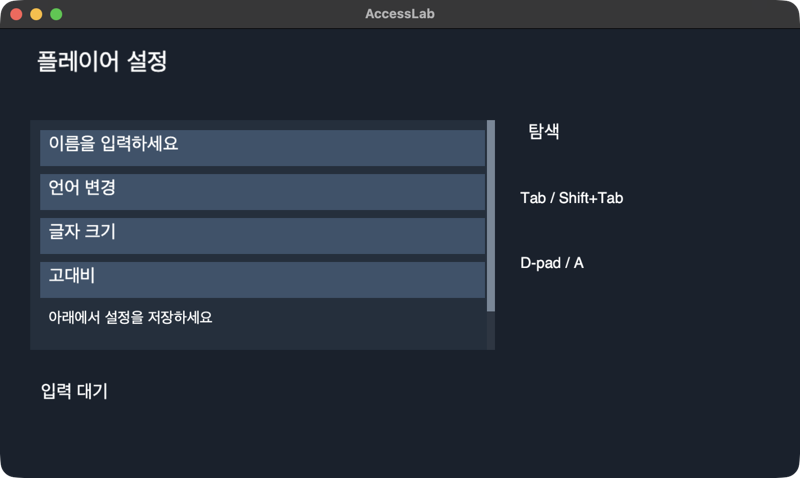 AccessLab
플레이어 설정
이름을 입력하세요
언어 변경
글자 크기
고대비
아래에서 설정을 저장하세요
탐색
Tab / Shift+Tab
D-pad / A
입력 대기